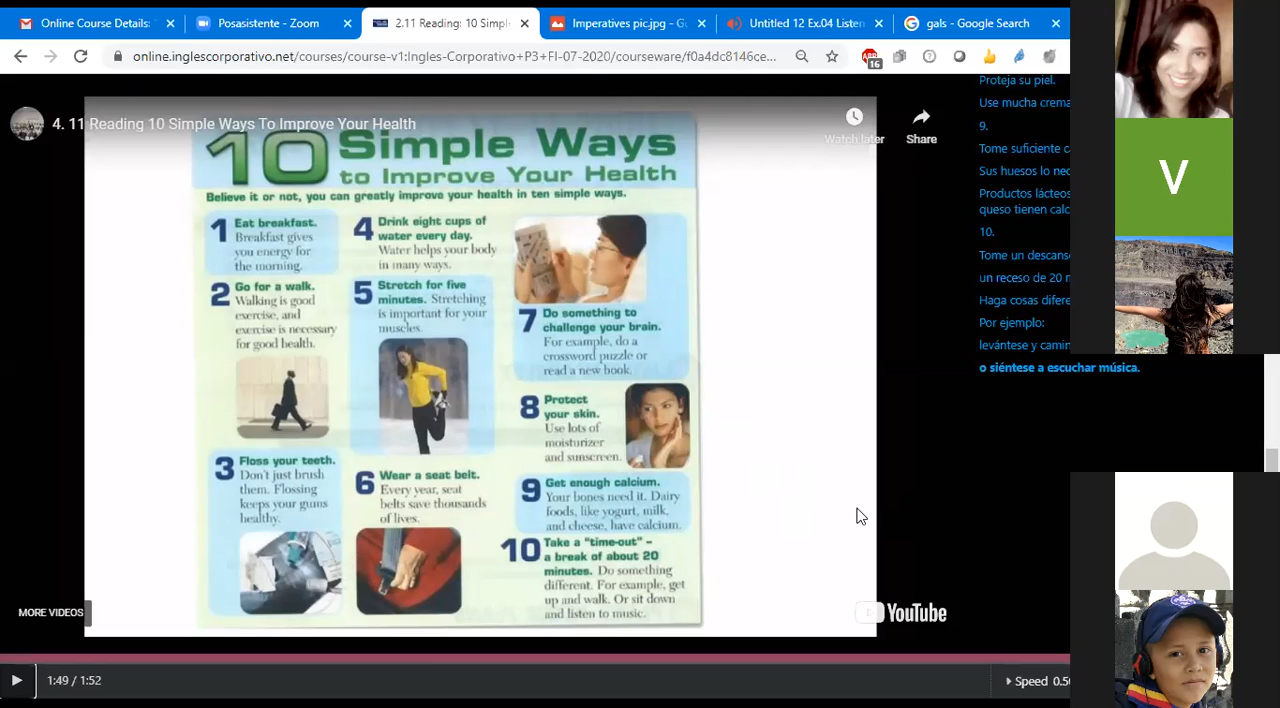 Online Course Details:
Posasistente - Zoom
2.11 Reading: 10 Simpl
Imperatives pic.jpg - G
Untitled 12 Ex.04 Listen
gals - Google Search
online.inglescorporativo.net/courses/course-v1:Ingles-Corporativo+P3+FI-07-2020/courseware/f0a4dc8146ce...
16
4. 11 Reading 10 Simple Ways To Improve Your Health
Watch later
Share
10 Simple Ways
to Improve Your Health
Believe it or not, you can greatly improve your health in ten simple ways.
1 Eat breakfast.
Breakfast gives
you energy for
the morning.
2 Go for a walk.
Walking is good
exercise, and
exercise is necessary
for good health.
3 Floss your teeth.
Don't just brush
them. Flossing
keeps your gums
healthy.
4 Drink eight cups of
water every day.
Water helps your body
in many ways.
5 Stretch for five
minutes. Stretching
is important for your
muscles.
6 Wear a seat belt.
Every year, seat
belts save thousands
of lives.
7 Do something to
challenge your brain.
For example, do a
crossword puzzle or
read a new book.
8 Protect
your skin.
Use lots of
moisturizer
and sunscreen.
9 Get enough calcium.
Your bones need it. Dairy
foods, like yogurt, milk,
and cheese, have calcium.
10 Take a "time-out" –
a break of about 20
minutes. Do something
different. For example, get
up and walk. Or sit down
and listen to music.
MORE VIDEOS
YouTube
1:49 / 1:52
Speed 0.50
Proteja su piel.
Use mucha crema
9.
Tome suficiente ca
Sus huesos lo nec
Productos lácteos
queso tienen calc
10.
Tome un descans
un receso de 20 m
Haga cosas difere
Por ejemplo:
levántese y camin
o siéntese a escuchar música.
V